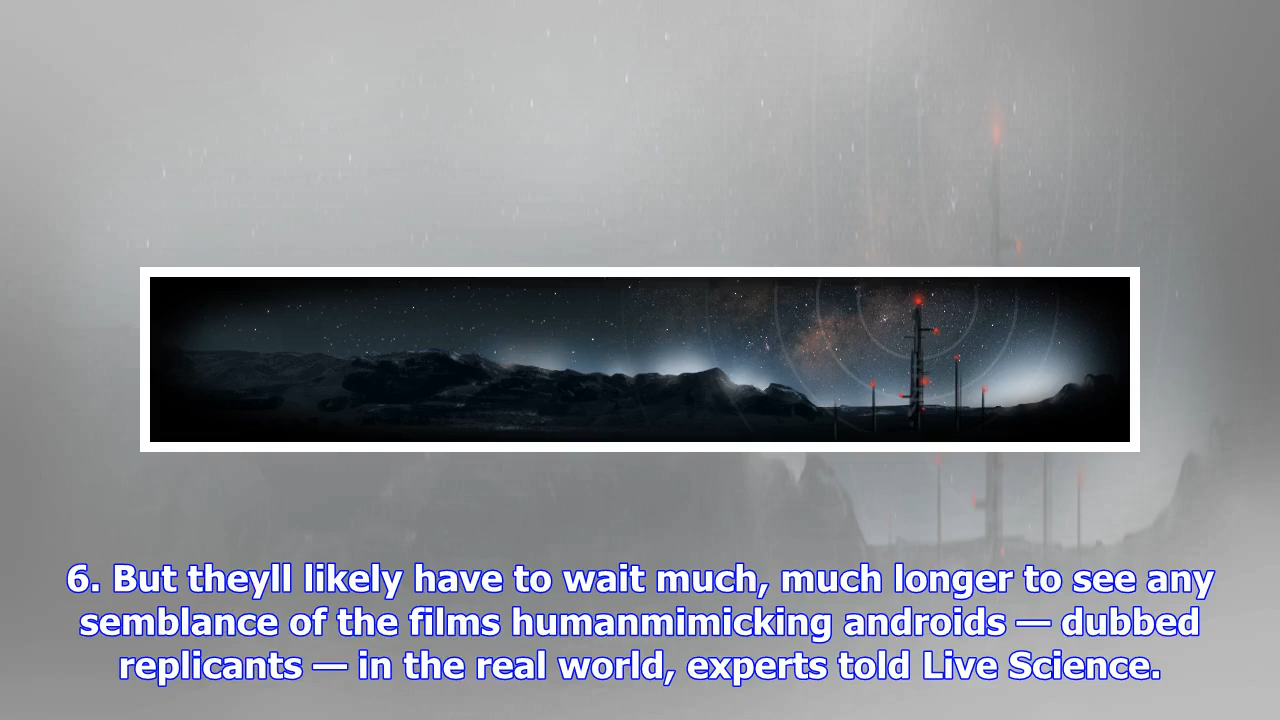 6. But theyll likely have to wait much, much longer to see any
semblance of the films humanmimicking androids — dubbed
replicants — in the real world, experts told Live Science.